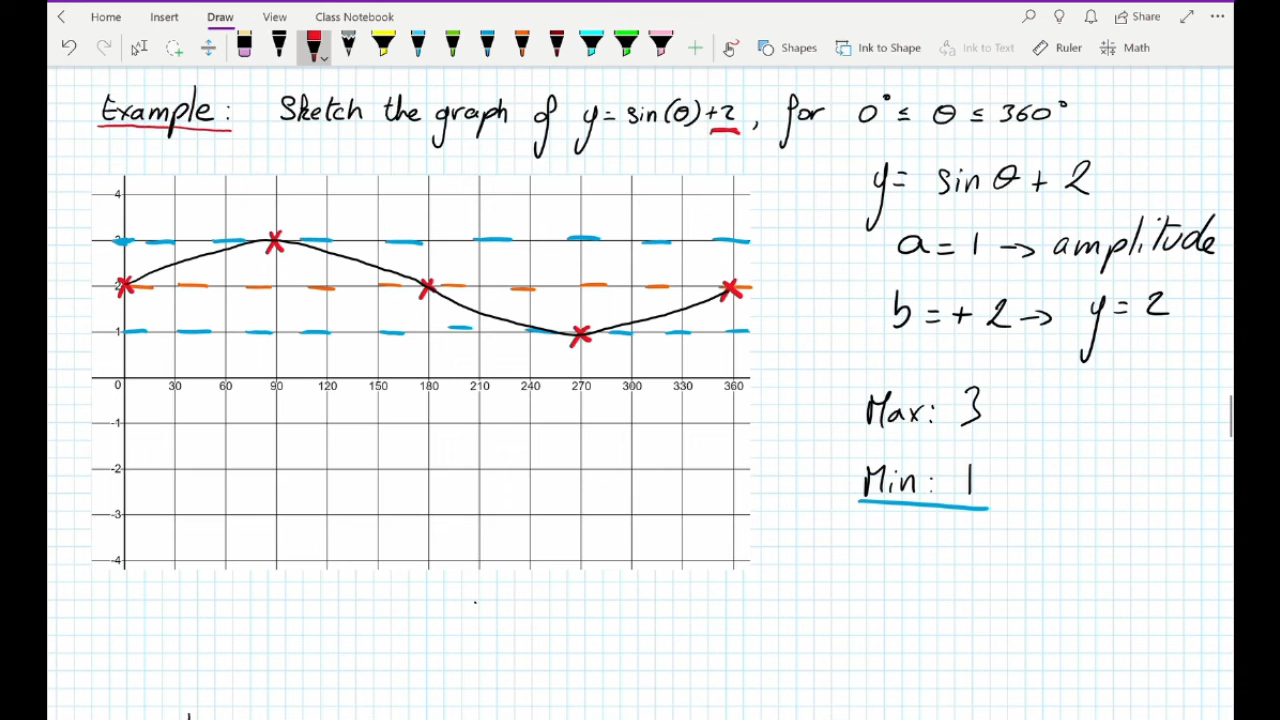 Home Insert Draw View Class Notebook Share
Shapes Ink to Shape Ink to Text Ruler Math
Example: Sketch the graph of y = sin(θ)+2, for 0° ≤ θ ≤ 360°
y = sin θ + 2
a = 1 → amplitude
b = + 2 → y = 2
Max: 3
Min: 1
4
3
2
1
0 30 60 90 120 150 180 210 240 270 300 330 360
-1
-2
-3
-4